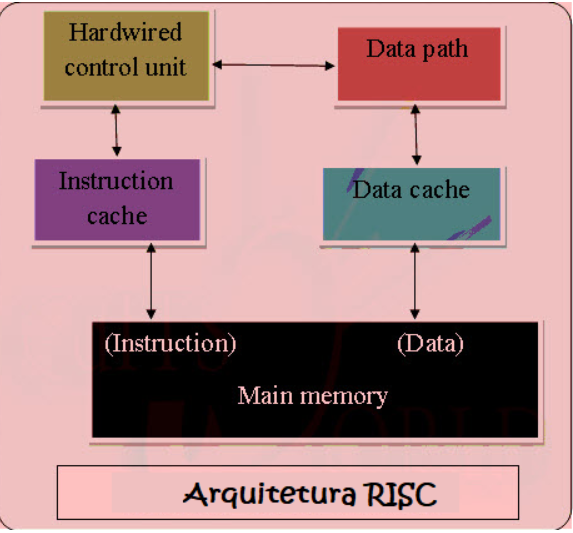 Hardwired
control unit
Data path
Instruction
cache
Data cache
(Instruction)
(Data)
Main memory
Arquitetura RISC